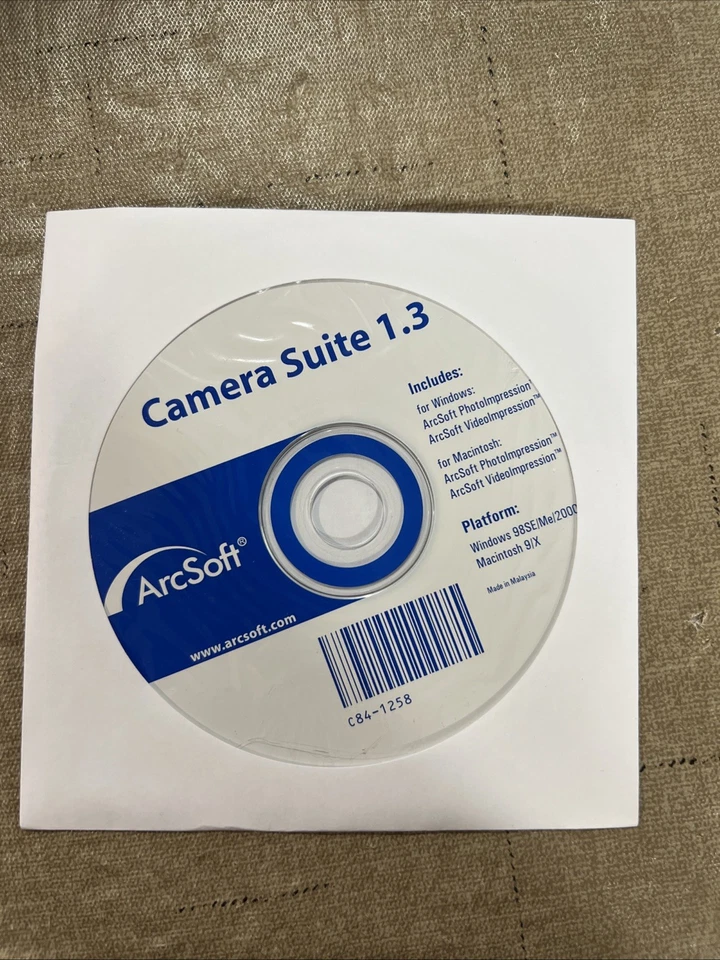 Camera Suite 1.3
Includes:
for Windows:
ArcSoft PhotoImpression
ArcSoft VideoImpression™
for Macintosh:
ArcSoft PhotoImpression™
ArcSoft VideoImpression™
Platform:
Windows 98SE/Me/2000
Macintosh 9/X
Made in Malaysia
ArcSoft®
www.arcsoft.com
C84-1258